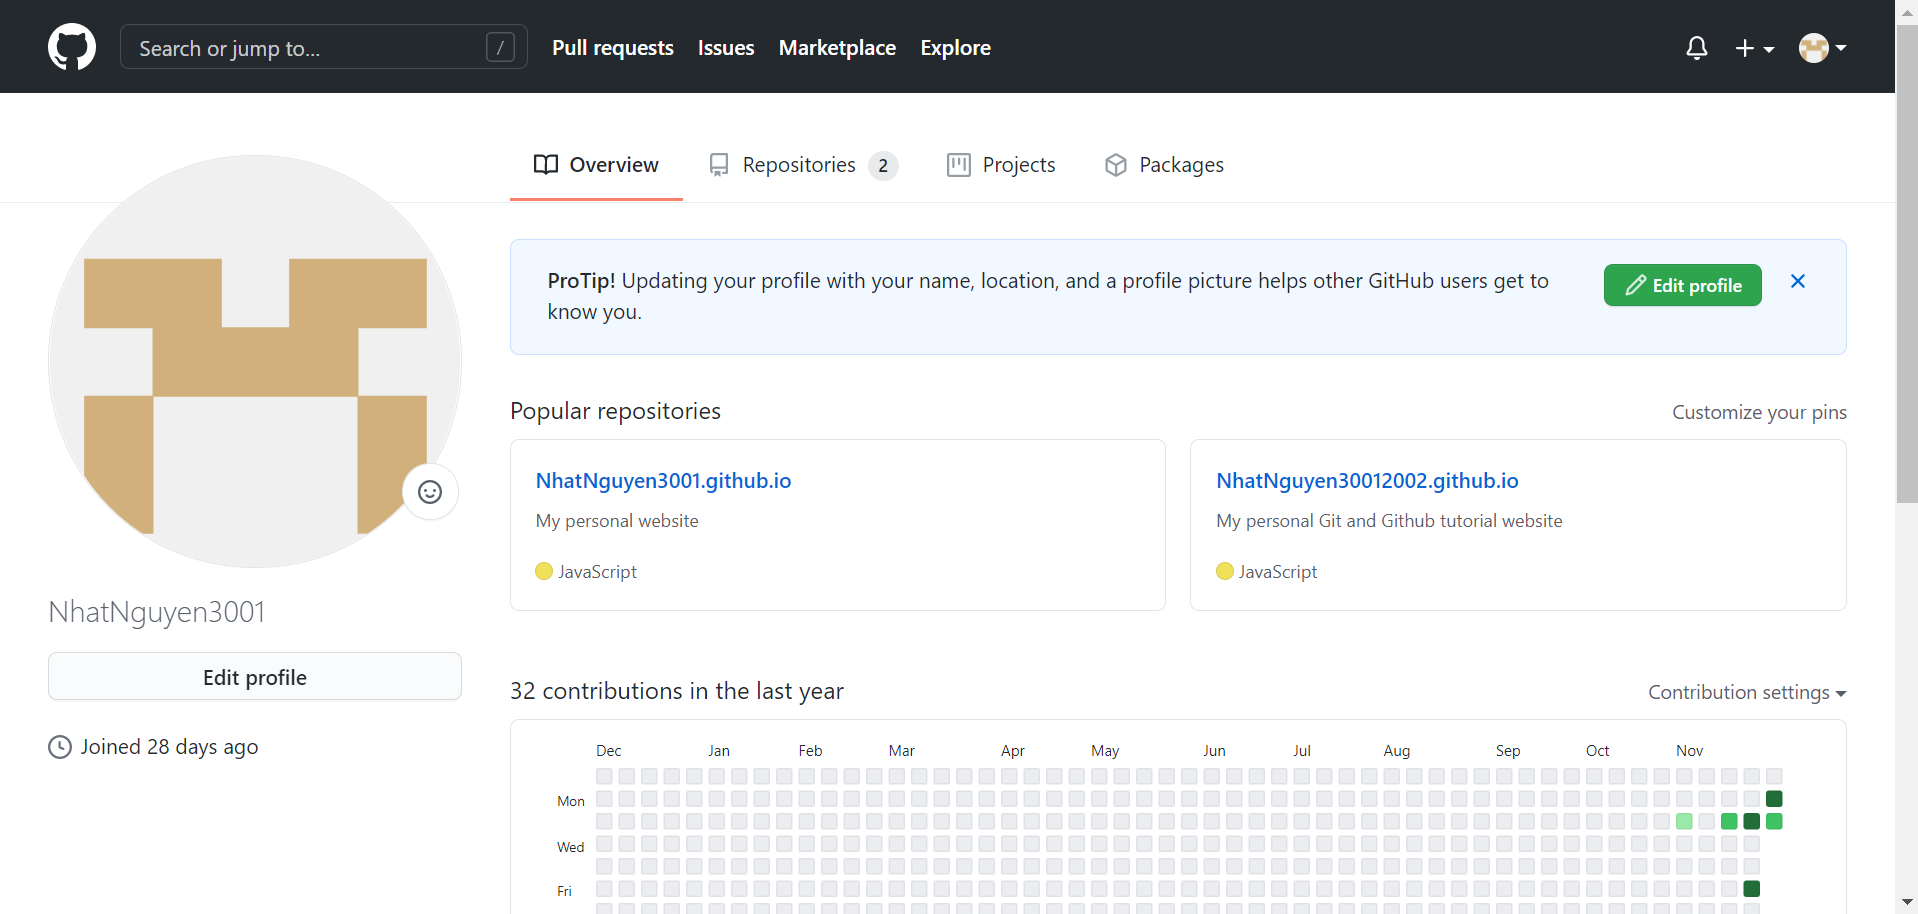 Search or jump to... / Pull requests Issues Marketplace Explore
Overview Repositories 2 Projects Packages
ProTip! Updating your profile with your name, location, and a profile picture helps other GitHub users get to
know you.
Edit profile
Popular repositories Customize your pins
NhatNguyen3001.github.io
My personal website
JavaScript
NhatNguyen30012002.github.io
My personal Git and Github tutorial website
JavaScript
NhatNguyen3001
Edit profile
Joined 28 days ago
32 contributions in the last year Contribution settings
Dec Jan Feb Mar Apr May Jun Jul Aug Sep Oct Nov
Mon
Wed
Fri